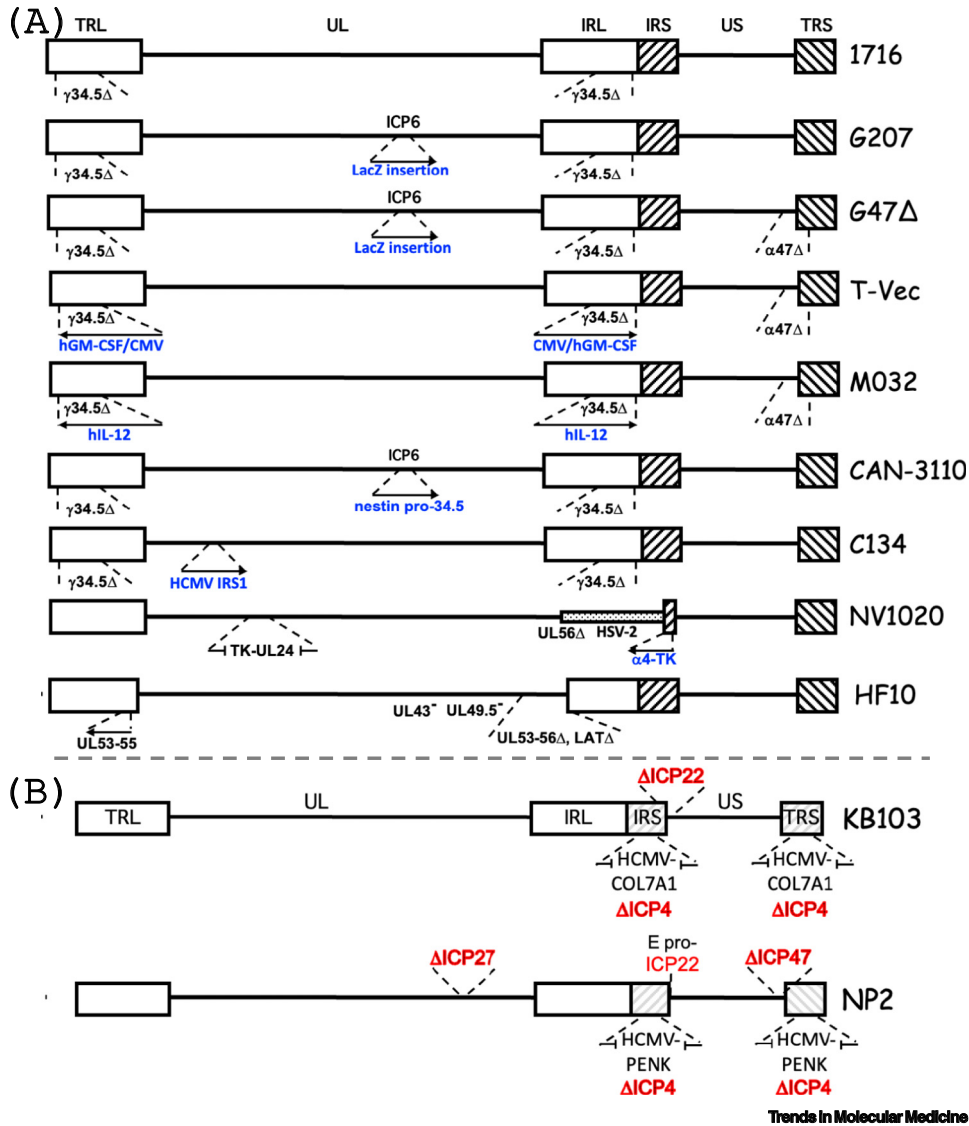 (A)
TRL UL IRL IRS US TRS
1716
γ34.5Δ γ34.5Δ
ICP6
G207
LacZ insertion
γ34.5Δ γ34.5Δ
ICP6
G47Δ
LacZ insertion
γ34.5Δ γ34.5Δ α47Δ
T-Vec
γ34.5Δ γ34.5Δ α47Δ
hGM-CSF/CMV CMV/hGM-CSF
M032
γ34.5Δ γ34.5Δ α47Δ
hIL-12 hIL-12
ICP6
CAN-3110
nestin pro-34.5
γ34.5Δ γ34.5Δ
C134
HCMV IRS1
γ34.5Δ γ34.5Δ
NV1020
UL56Δ HSV-2
TK-UL24
α4-TK
HF10
UL43- UL49.5-
UL53-55 UL53-56Δ, LATΔ
(B)
ΔICP22
UL US
TRL IRL IRS TRS KB103
HCMV- HCMV-
COL7A1 COL7A1
ΔICP4 ΔICP4
E pro-
ΔICP27 ICP22 ΔICP47
NP2
HCMV- HCMV-
PENK PENK
ΔICP4 ΔICP4
Trends in Molecular Medicine